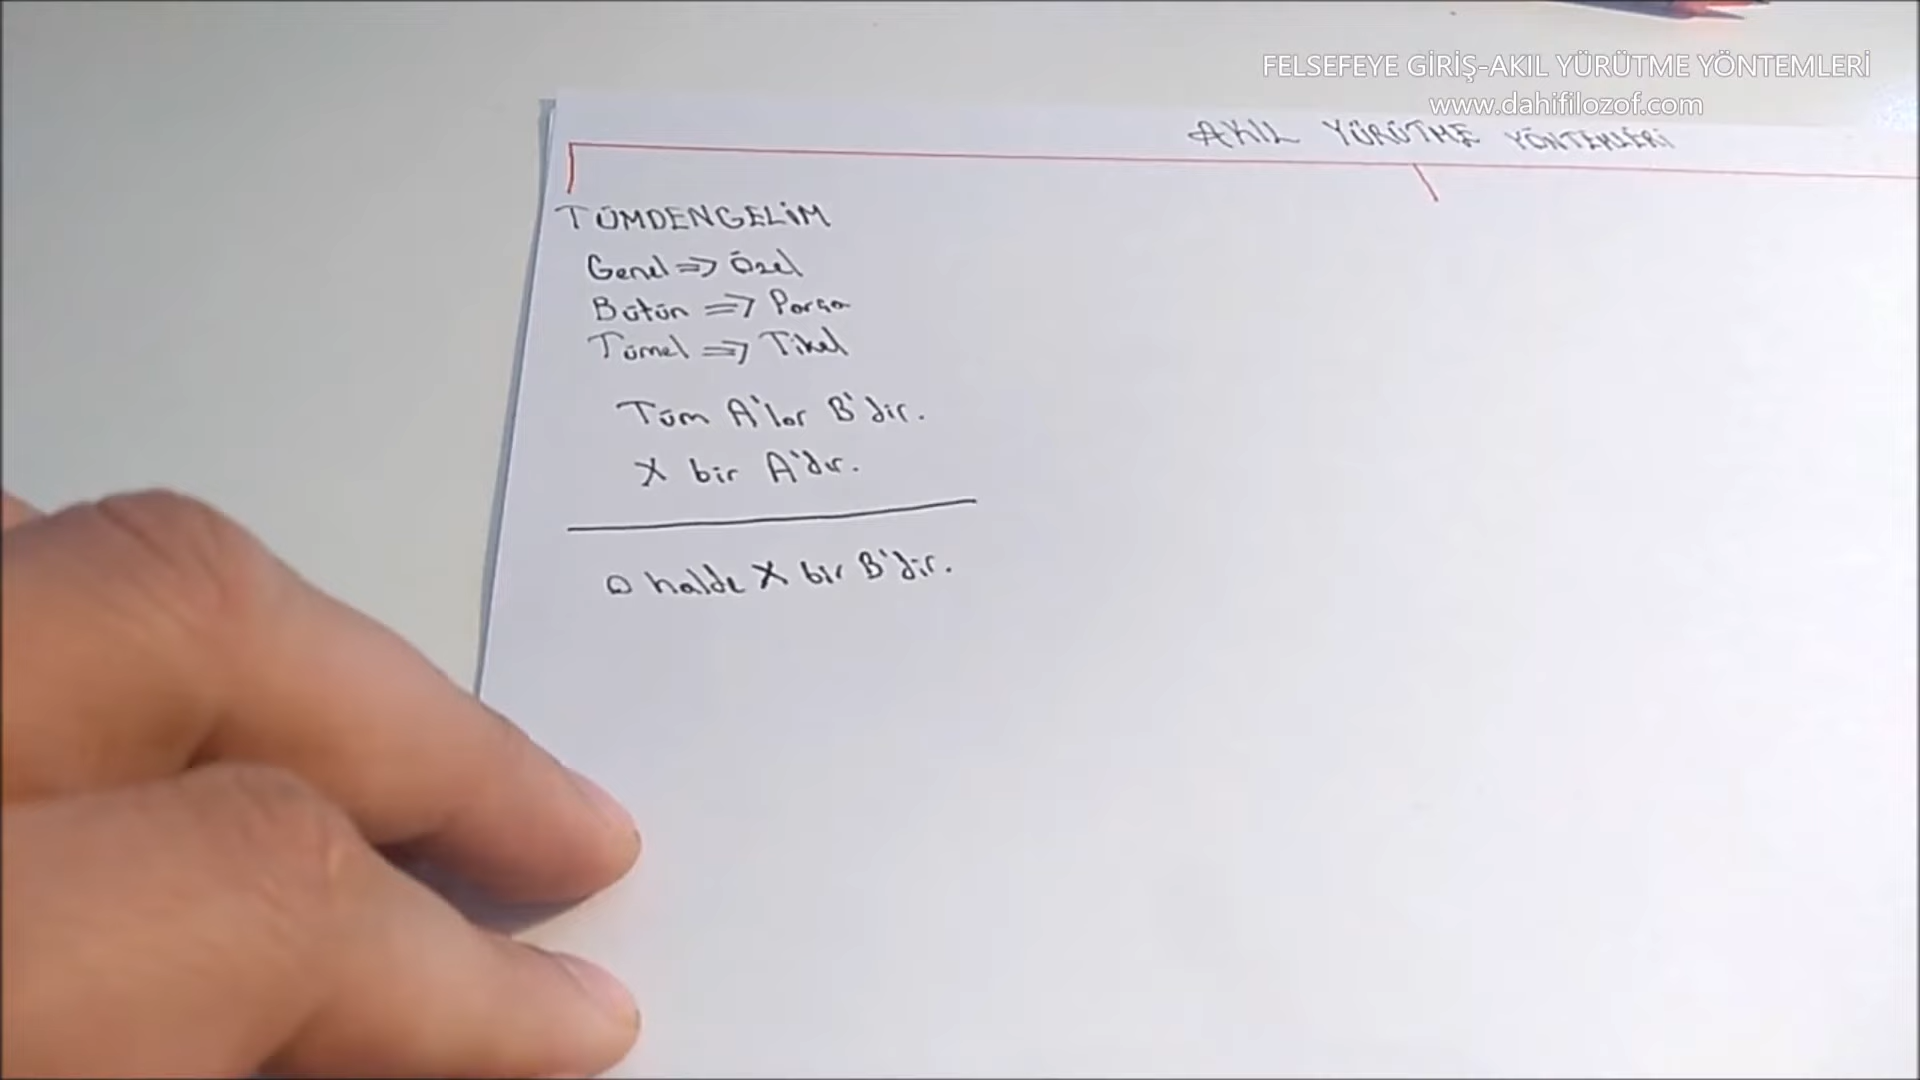 FELSEFEYE GİRİŞ-AKIL YÜRÜTME YÖNTEMLERİ
www.dahifilozof.com
AKIL YÜRÜTME YÖNTEMLERİ
TÜMDENGELİM
Genel => Özel
Bütün => Parça
Tümel => Tikel
Tüm A'lar B'dir.
X bir A'dır.
O halde X bir B'dir.